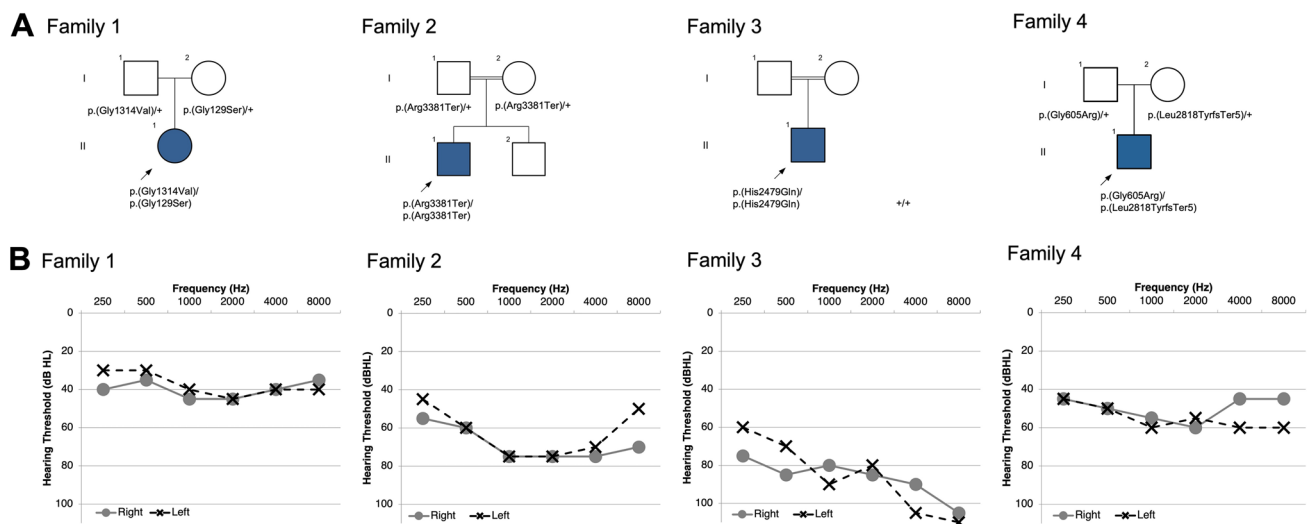 A
Family 1
Family 2
Family 3
Family 4
1
2
I
p.(Gly1314Val)/+
p.(Gly129Ser)/+
1
II
p.(Gly1314Val)/
p.(Gly129Ser)
1
2
I
p.(Arg3381Ter)/+
p.(Arg3381Ter)/+
1
2
II
p.(Arg3381Ter)/
p.(Arg3381Ter)
1
2
I
1
II
p.(His2479Gln)/
p.(His2479Gln)
+/+
1
2
I
p.(Gly605Arg)/+
p.(Leu2818TyrfsTer5)/+
1
II
p.(Gly605Arg)/
p.(Leu2818TyrfsTer5)
B
Family 1
Frequency (Hz)
250 500 1000 2000 4000 8000
Hearing Threshold (dB HL)
0
20
40
60
80
100
Right Left
Family 2
Frequency (Hz)
250 500 1000 2000 4000 8000
Hearing Threshold (dBHL)
0
20
40
60
80
100
Right Left
Family 3
Frequency (Hz)
250 500 1000 2000 4000 8000
Hearing Threshold (dBHL)
0
20
40
60
80
100
Right Left
Family 4
Frequency (Hz)
250 500 1000 2000 4000 8000
Hearing Threshold (dBHL)
0
20
40
60
80
100
Right Left